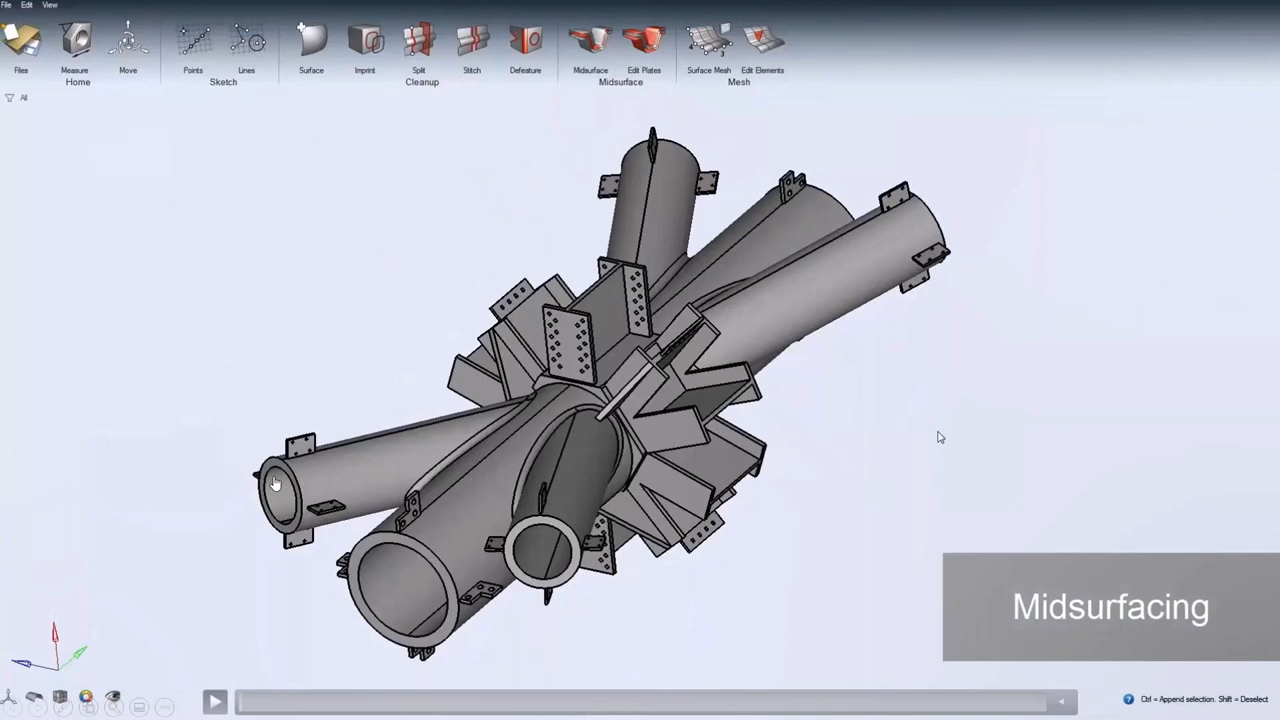 File Edit View
Files Measure Move Points Lines Surface Imprint Split Stitch Defeature Midsurface Edit Plates Surface Mesh Edit Elements
Home Sketch Cleanup Midsurface Mesh
All
Midsurfacing
Ctrl = Append selection. Shift = Deselect